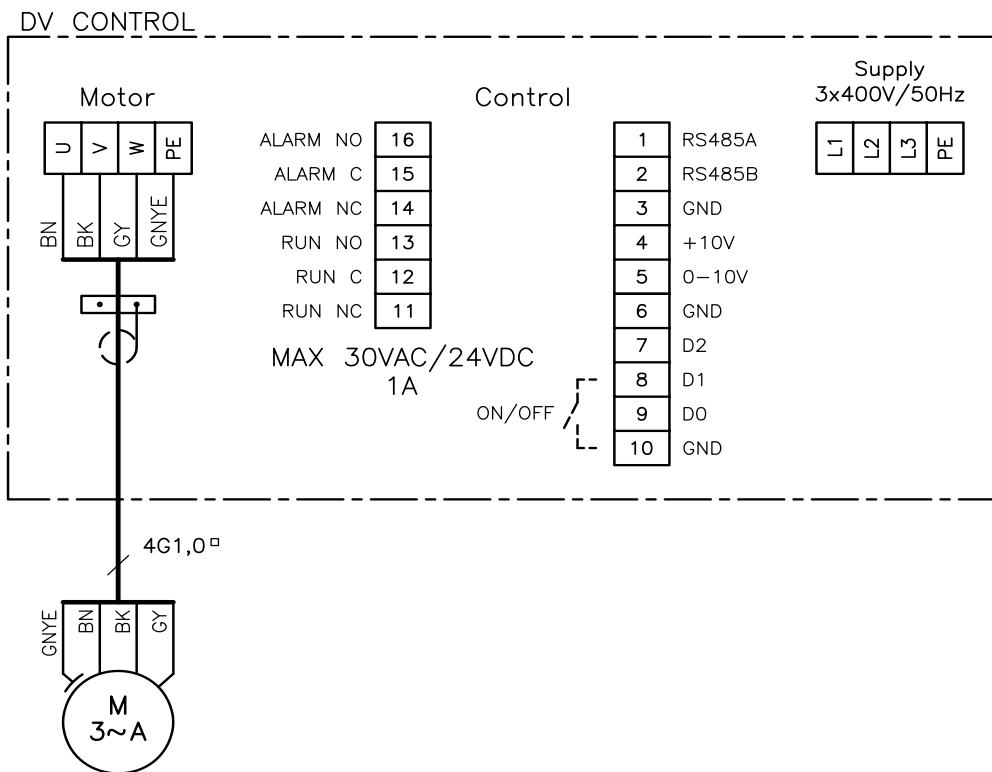 DV CONTROL
Motor
Control
Supply
3x400V/50Hz
U V W PE
BN BK GY GNYE
ALARM NO 16
ALARM C 15
ALARM NC 14
RUN NO 13
RUN C 12
RUN NC 11
MAX 30VAC/24VDC
1A
1 RS485A
2 RS485B
3 GND
4 +10V
5 0-10V
6 GND
7 D2
8 D1
9 D0
10 GND
ON/OFF
L1 L2 L3 PE
4G1,0▫
GNYE BN BK GY
M
3~A